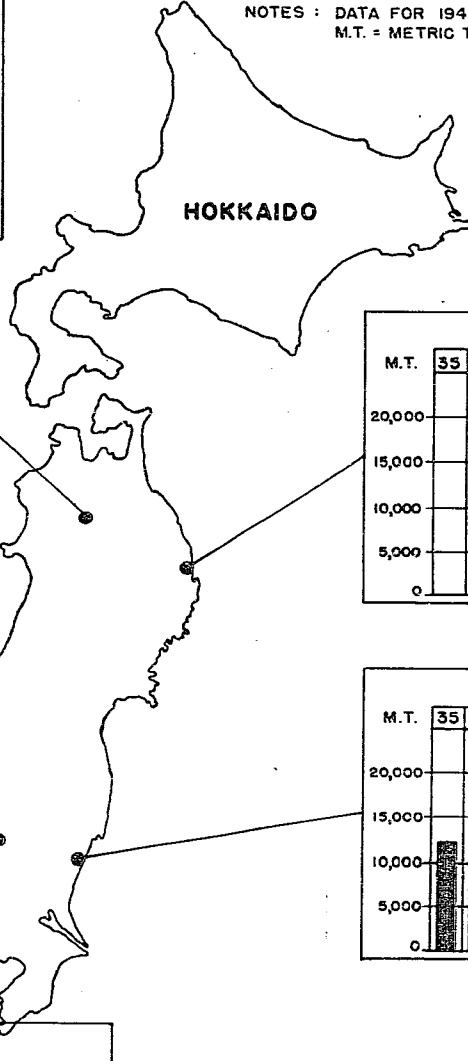 NOTES : DATA FOR 194
M.T. = METRIC T
HOKKAIDO
M.T. 35
20,000
15,000
10,000
5,000
0
M.T. 35
20,000
15,000
10,000
5,000
0